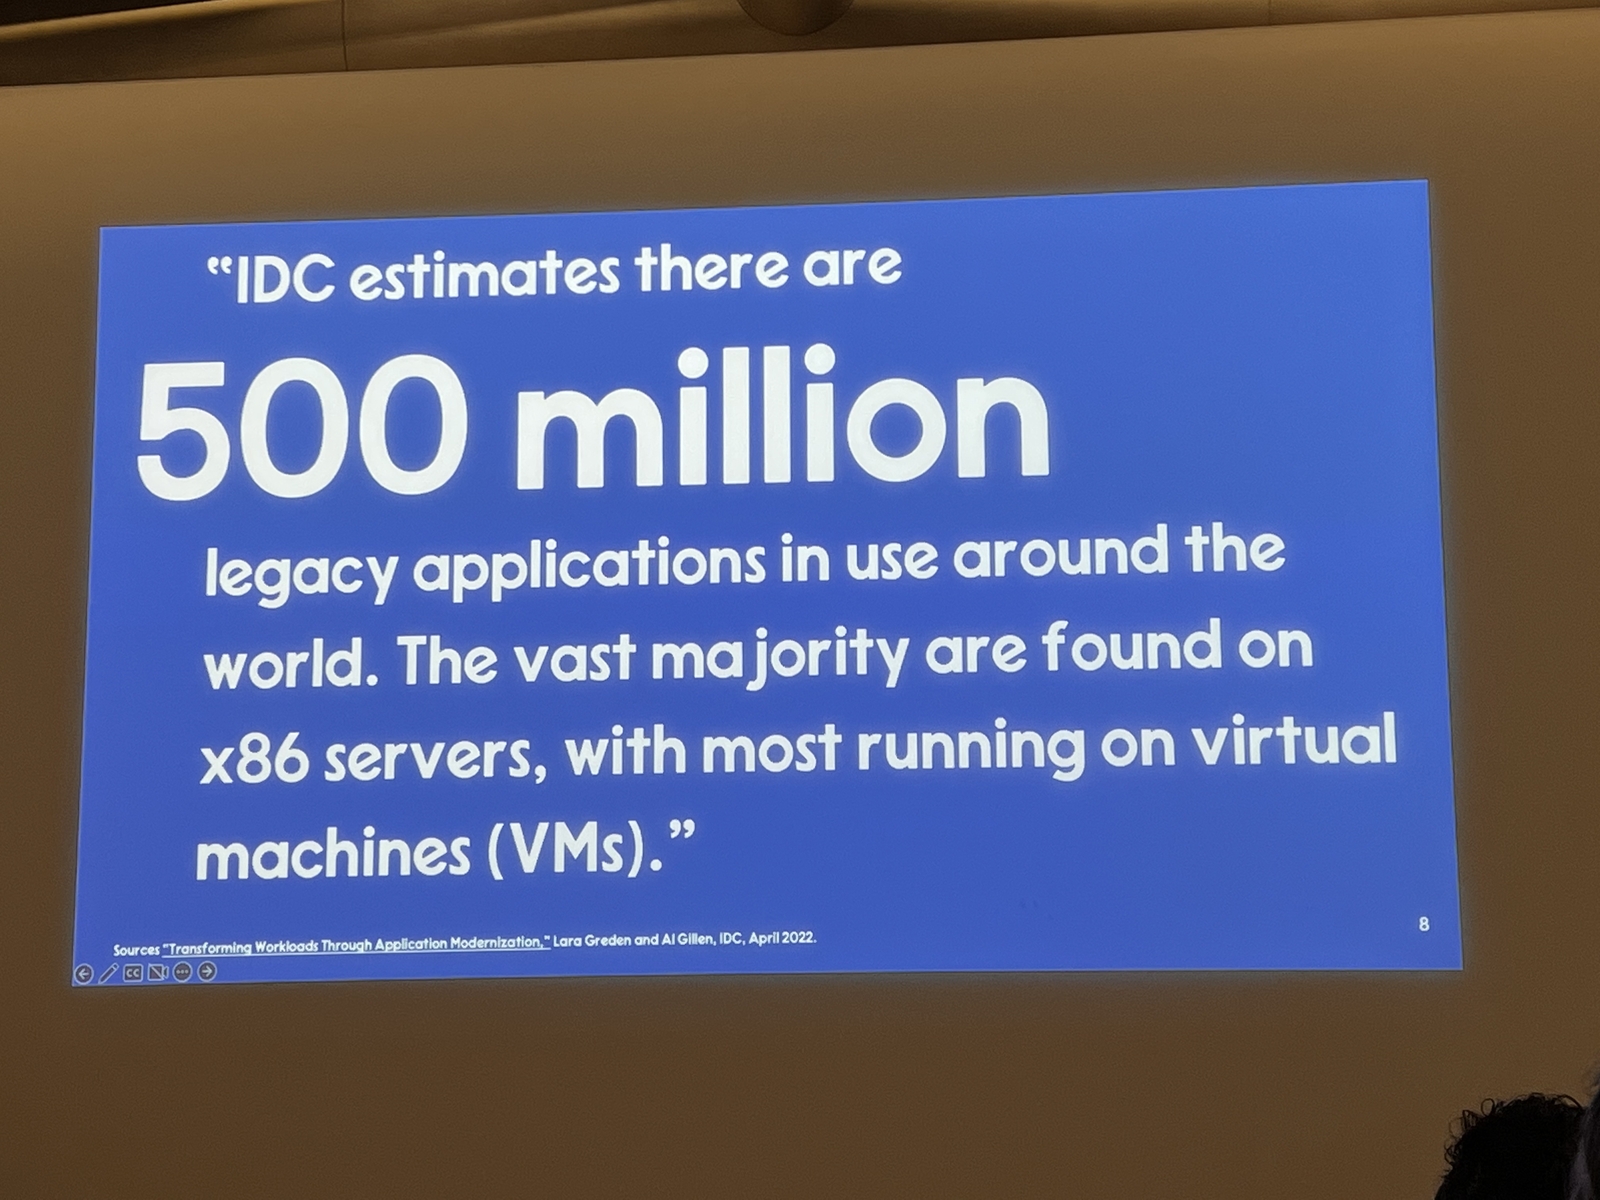 “IDC estimates there are
500 million
legacy applications in use around the
world. The vast majority are found on
x86 servers, with most running on virtual
machines (VMs).”
8
Sources "Transforming Workloads Through Application Modernization," Lara Greden and Al Gillen, IDC, April 2022.
CC